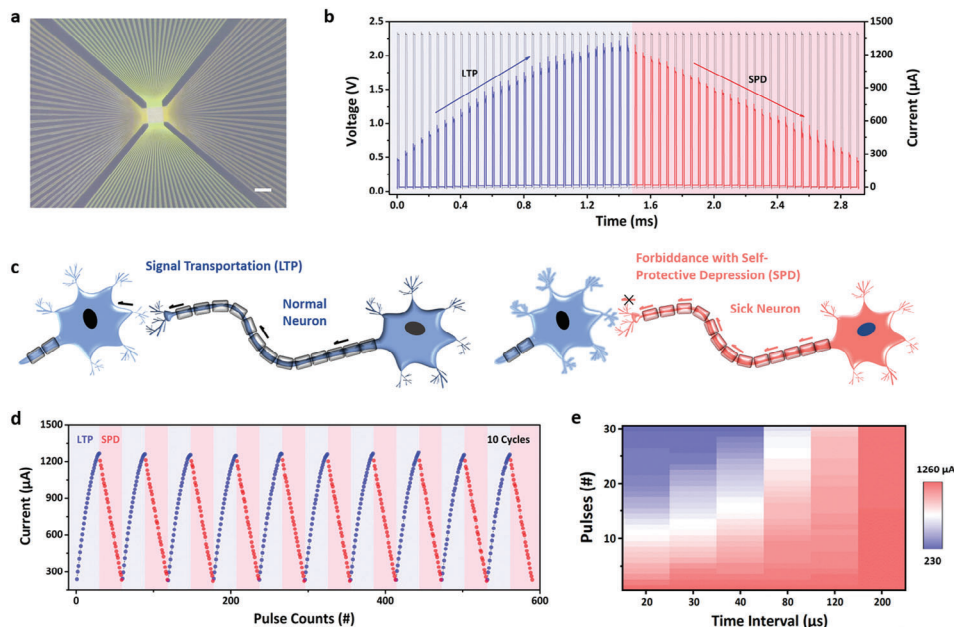 a
b
2.5
2.0
1.5
1.0
0.5
0.0
Voltage (V)
LTP
SPD
1500
1200
900
600
300
0
Current (µA)
0.0
0.4
0.8
1.2
1.6
2.0
2.4
2.8
Time (ms)
c
Signal Transportation (LTP)
Normal
Neuron
Forbiddance with Self-
Protective Depression (SPD)
Sick Neuron
d
1500
1200
900
600
300
Current (µA)
LTP SPD
10 Cycles
0
200
400
600
Pulse Counts (#)
e
30
20
10
Pulses (#)
20
30
40
80
120
200
Time Interval (µs)
1260 µA
230